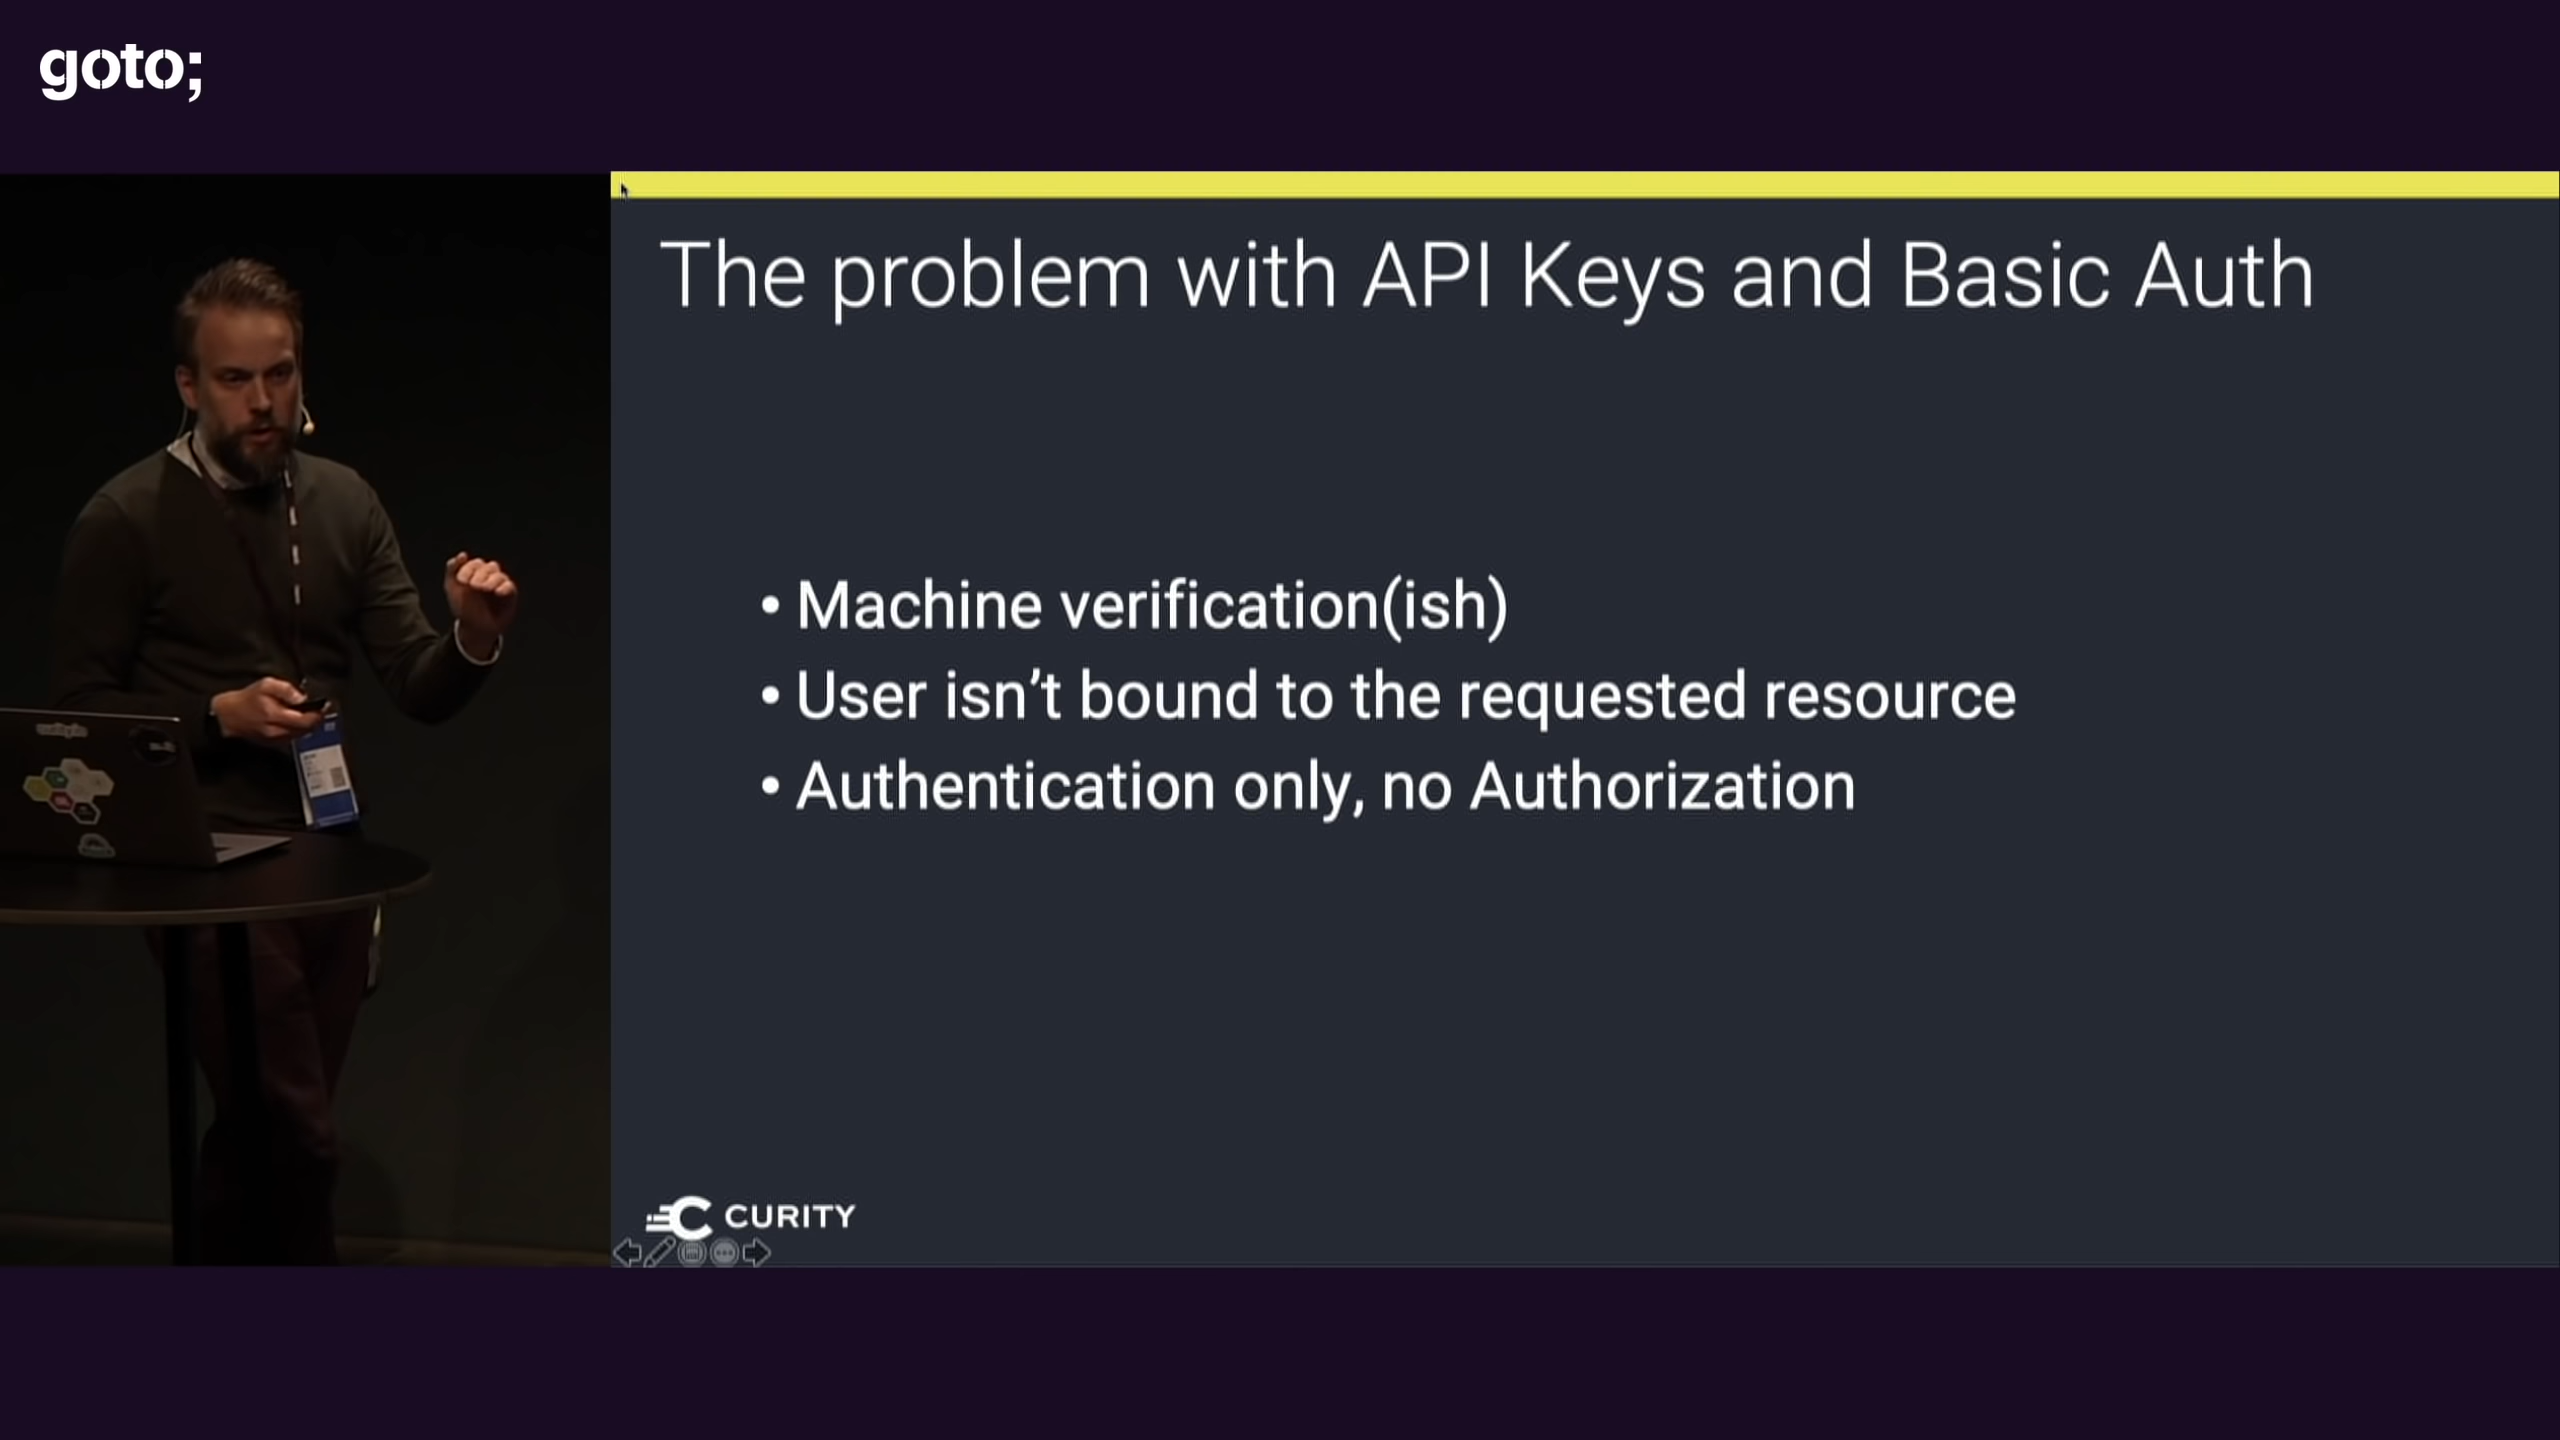 goto;
The problem with API Keys and Basic Auth
• Machine verification(ish)
• User isn’t bound to the requested resource
• Authentication only, no Authorization
CURITY